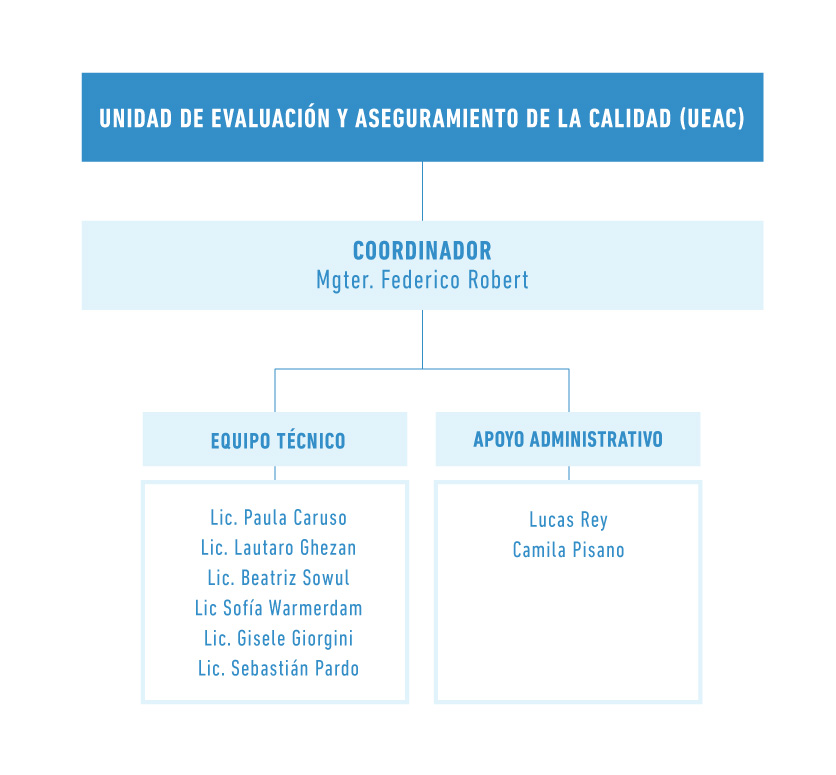 UNIDAD DE EVALUACIÓN Y ASEGURAMIENTO DE LA CALIDAD (UEAC)
COORDINADOR
Mgter. Federico Robert
EQUIPO TÉCNICO
Lic. Paula Caruso
Lic. Lautaro Ghezan
Lic. Beatriz Sowul
Lic Sofía Warmerdam
Lic. Gisele Giorgini
Lic. Sebastián Pardo
APOYO ADMINISTRATIVO
Lucas Rey
Camila Pisano